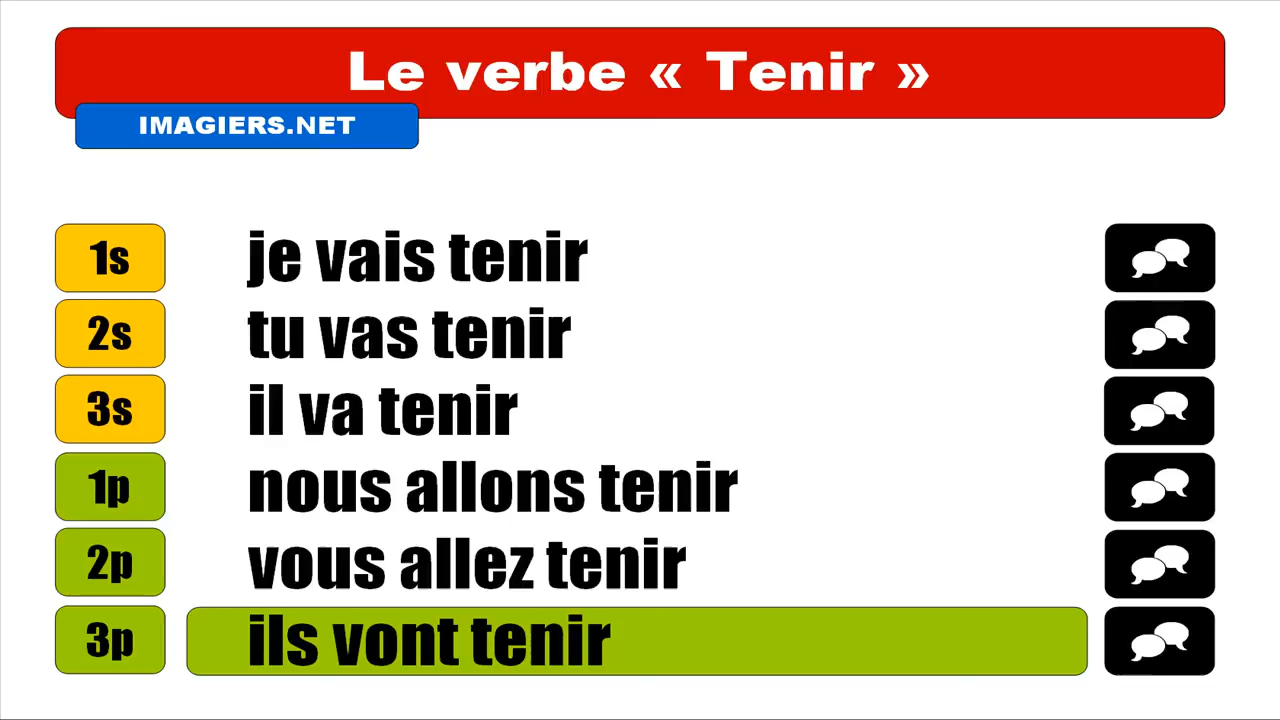 Le verbe « Tenir »
IMAGIERS.NET
1s je vais tenir
2s tu vas tenir
3s il va tenir
1p nous allons tenir
2p vous allez tenir
3p ils vont tenir